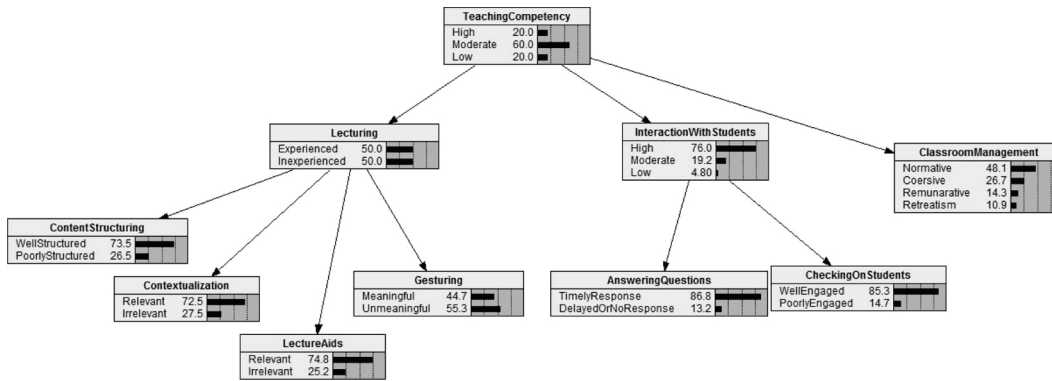 TeachingCompetency
High 20.0
Moderate 60.0
Low 20.0
Lecturing
Experienced 50.0
Inexperienced 50.0
InteractionWithStudents
High 76.0
Moderate 19.2
Low 4.80
ClassroomManagement
Normative 48.1
Coersive 26.7
Remunarative 14.3
Retreatism 10.9
ContentStructuring
WellStructured 73.5
PoorlyStructured 26.5
Contextualization
Relevant 72.5
Irrelevant 27.5
LectureAids
Relevant 74.8
Irrelevant 25.2
Gesturing
Meaningful 44.7
Unmeaningful 55.3
AnsweringQuestions
TimelyResponse 86.8
DelayedOrNoResponse 13.2
CheckingOnStudents
WellEngaged 85.3
PoorlyEngaged 14.7